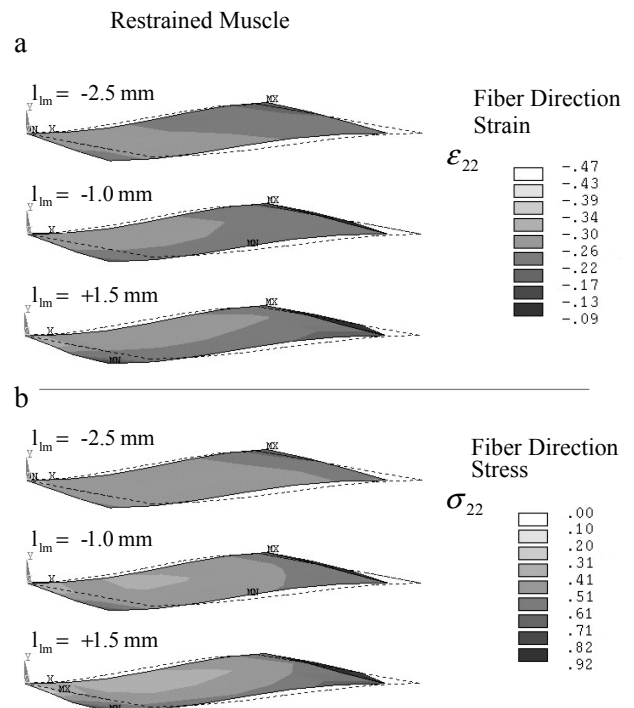 Restrained Muscle
a
l_lm = -2.5 mm
MX
Y
X
l_lm = -1.0 mm
MX
Y
X
MN
l_lm = +1.5 mm
MX
Y
X
MN
Fiber Direction
Strain
ε22
-.47
-.43
-.39
-.34
-.30
-.26
-.22
-.17
-.13
-.09
b
l_lm = -2.5 mm
MX
Y
X
l_lm = -1.0 mm
MX
Y
X
MN
l_lm = +1.5 mm
Y
X
MX
MN
Fiber Direction
Stress
σ22
.00
.10
.20
.31
.41
.51
.61
.71
.82
.92